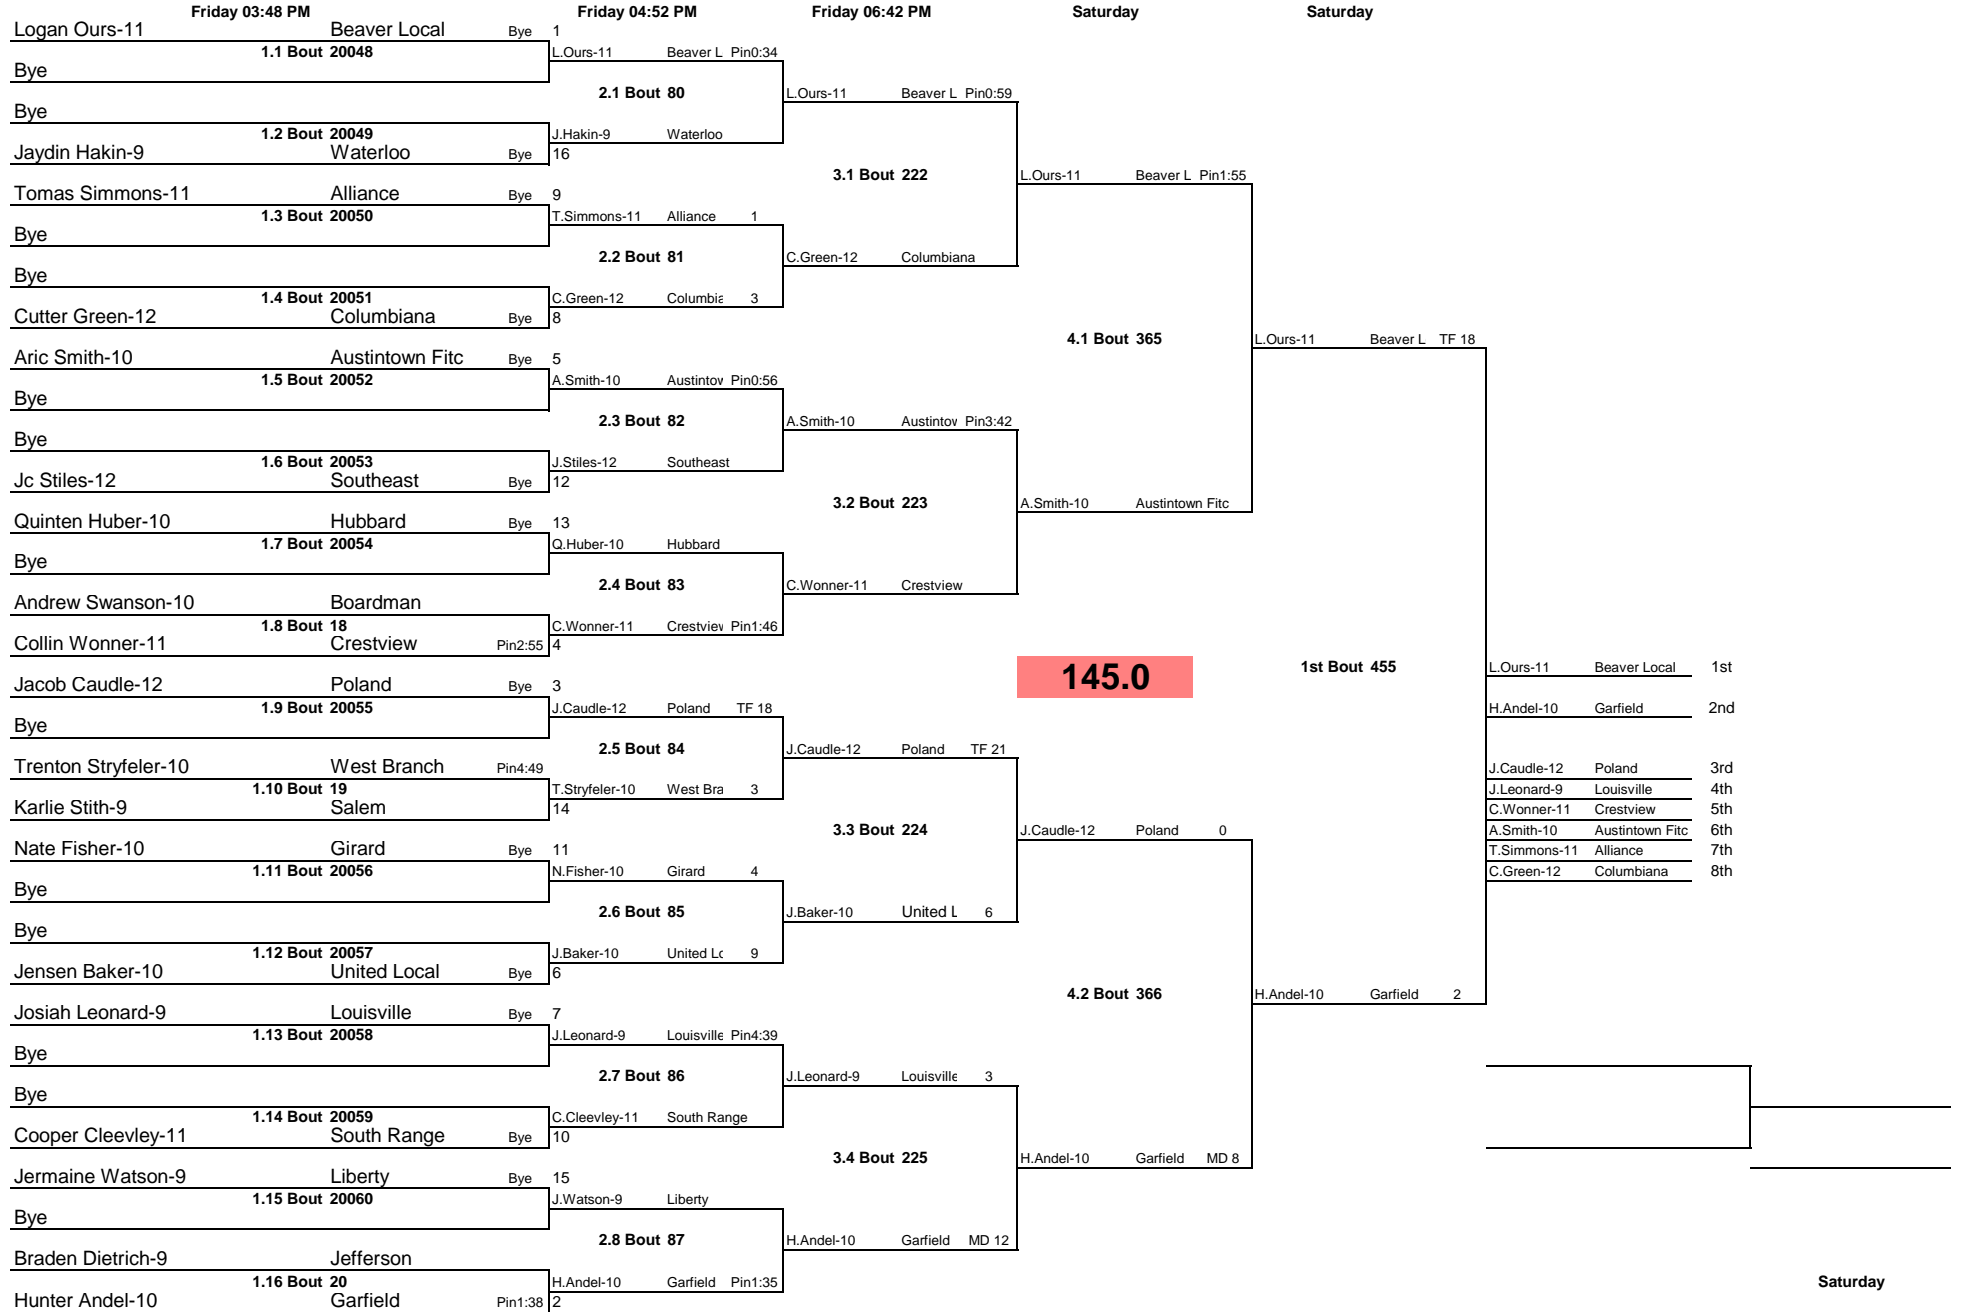 Friday 03:48 PM Friday 04:52 PM Friday 06:42 PM Saturday Saturday
Logan Ours-11 Beaver Local Bye 1
1.1 Bout 20048 L.Ours-11 Beaver L Pin0:34
Bye
2.1 Bout 80 L.Ours-11 Beaver L Pin0:59
Bye
1.2 Bout 20049 J.Hakin-9 Waterloo
Jaydin Hakin-9 Waterloo Bye 16
3.1 Bout 222 L.Ours-11 Beaver L Pin1:55
Tomas Simmons-11 Alliance Bye 9
1.3 Bout 20050 T.Simmons-11 Alliance 1
Bye
2.2 Bout 81 C.Green-12 Columbiana
Bye
1.4 Bout 20051 C.Green-12 Columbia 3
Cutter Green-12 Columbiana Bye 8
4.1 Bout 365 L.Ours-11 Beaver L TF 18
Aric Smith-10 Austintown Fitc Bye 5
1.5 Bout 20052 A.Smith-10 Austintow Pin0:56
Bye
2.3 Bout 82 A.Smith-10 Austintow Pin3:42
Bye
1.6 Bout 20053 J.Stiles-12 Southeast
Jc Stiles-12 Southeast Bye 12
3.2 Bout 223 A.Smith-10 Austintown Fitc
Quinten Huber-10 Hubbard Bye 13
1.7 Bout 20054 Q.Huber-10 Hubbard
Bye
2.4 Bout 83 C.Wonner-11 Crestview
Andrew Swanson-10 Boardman
1.8 Bout 18 C.Wonner-11 Crestview Pin1:46
Collin Wonner-11 Crestview Pin2:55 4
145.0 1st Bout 455 L.Ours-11 Beaver Local 1st
Jacob Caudle-12 Poland Bye 3
1.9 Bout 20055 J.Caudle-12 Poland TF 18 H.Andel-10 Garfield 2nd
Bye
2.5 Bout 84 J.Caudle-12 Poland TF 21
Trenton Stryfeler-10 West Branch Pin4:49 J.Caudle-12 Poland 3rd
1.10 Bout 19 T.Stryfeler-10 West Bra 3 J.Leonard-9 Louisville 4th
Karlie Stith-9 Salem 14 C.Wonner-11 Crestview 5th
3.3 Bout 224 J.Caudle-12 Poland 0 A.Smith-10 Austintown Fitc 6th
Nate Fisher-10 Girard Bye 11 T.Simmons-11 Alliance 7th
1.11 Bout 20056 N.Fisher-10 Girard 4 C.Green-12 Columbiana 8th
Bye
2.6 Bout 85 J.Baker-10 United L 6
Bye
1.12 Bout 20057 J.Baker-10 United Lo 9
Jensen Baker-10 United Local Bye 6
4.2 Bout 366 H.Andel-10 Garfield 2
Josiah Leonard-9 Louisville Bye 7
1.13 Bout 20058 J.Leonard-9 Louisville Pin4:39
Bye
2.7 Bout 86 J.Leonard-9 Louisville 3
Bye
1.14 Bout 20059 C.Cleevley-11 South Range
Cooper Cleevley-11 South Range Bye 10
3.4 Bout 225 H.Andel-10 Garfield MD 8
Jermaine Watson-9 Liberty Bye 15
1.15 Bout 20060 J.Watson-9 Liberty
Bye
2.8 Bout 87 H.Andel-10 Garfield MD 12
Braden Dietrich-9 Jefferson
1.16 Bout 20 H.Andel-10 Garfield Pin1:35 Saturday
Hunter Andel-10 Garfield Pin1:38 2